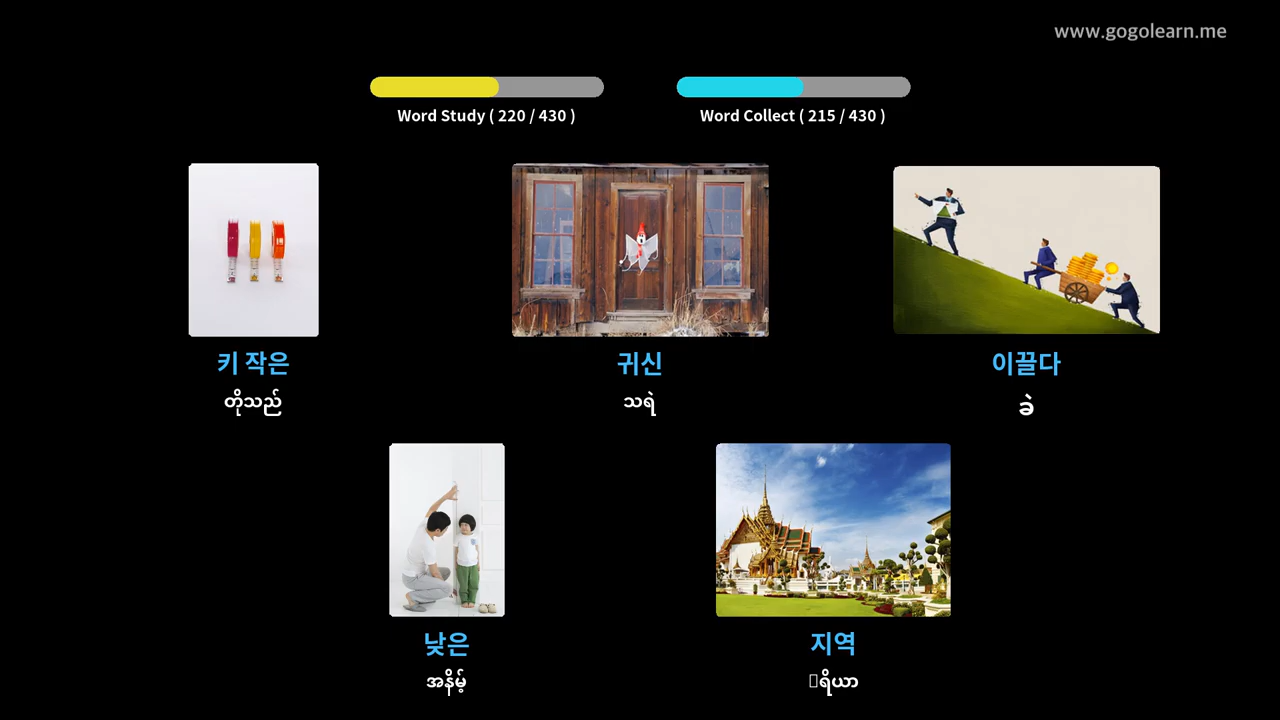 www.gogolearn.me
Word Study ( 220 / 430 )
Word Collect ( 215 / 430 )
키 작은
တိုသည်
귀신
သရဲ
이끌다
ခဲ
낮은
အနိမ့်
지역
ရိယာ